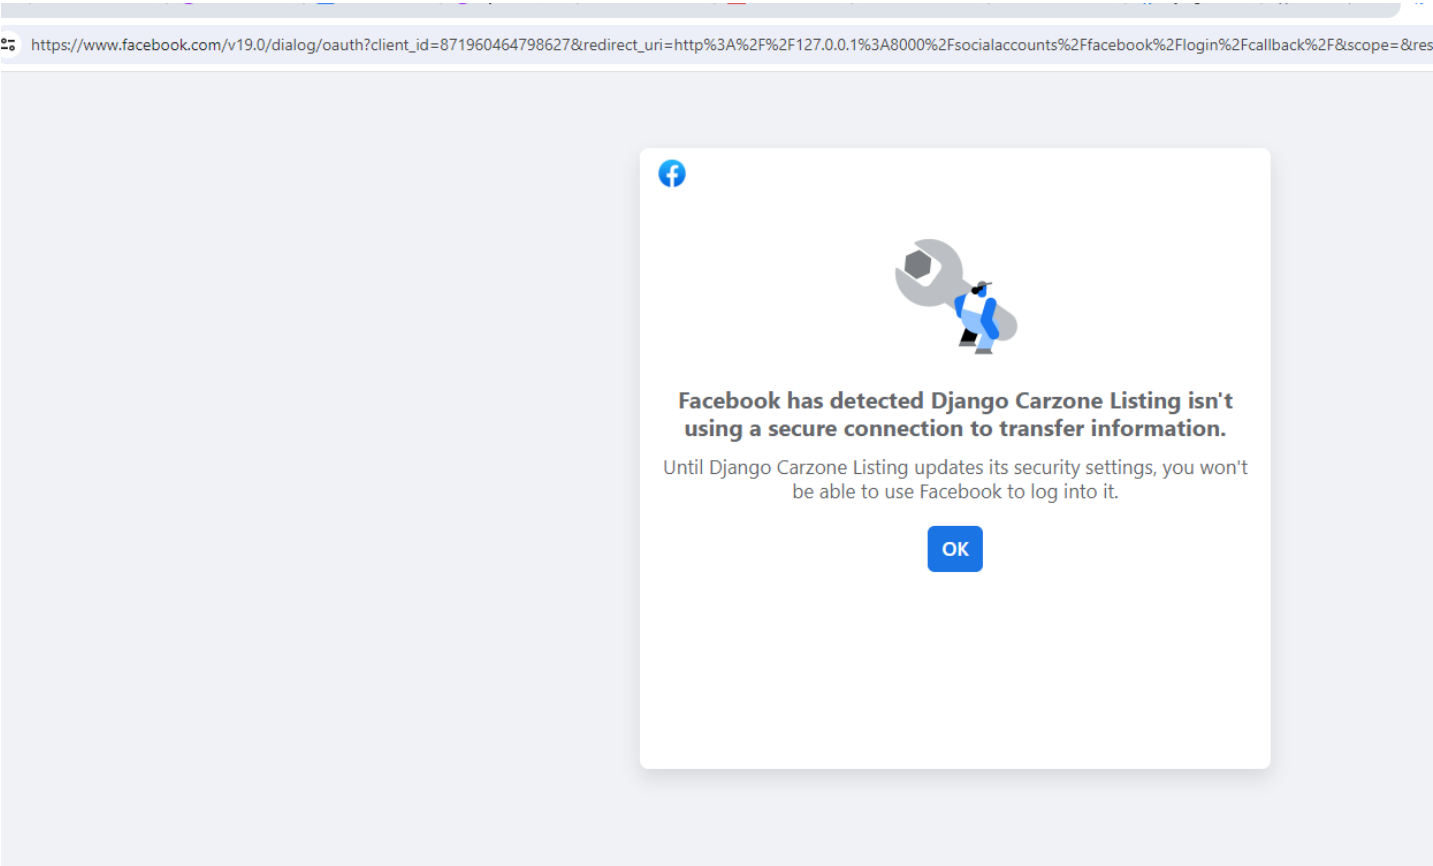 https://www.facebook.com/v19.0/dialog/oauth?client_id=871960464798627&redirect_uri=http%3A%2F%2F127.0.0.1%3A8000%2Fsocialaccounts%2Ffacebook%2Flogin%2Fcallback%2F&scope=&res
Facebook has detected Django Carzone Listing isn't
using a secure connection to transfer information.
Until Django Carzone Listing updates its security settings, you won't
be able to use Facebook to log into it.
OK